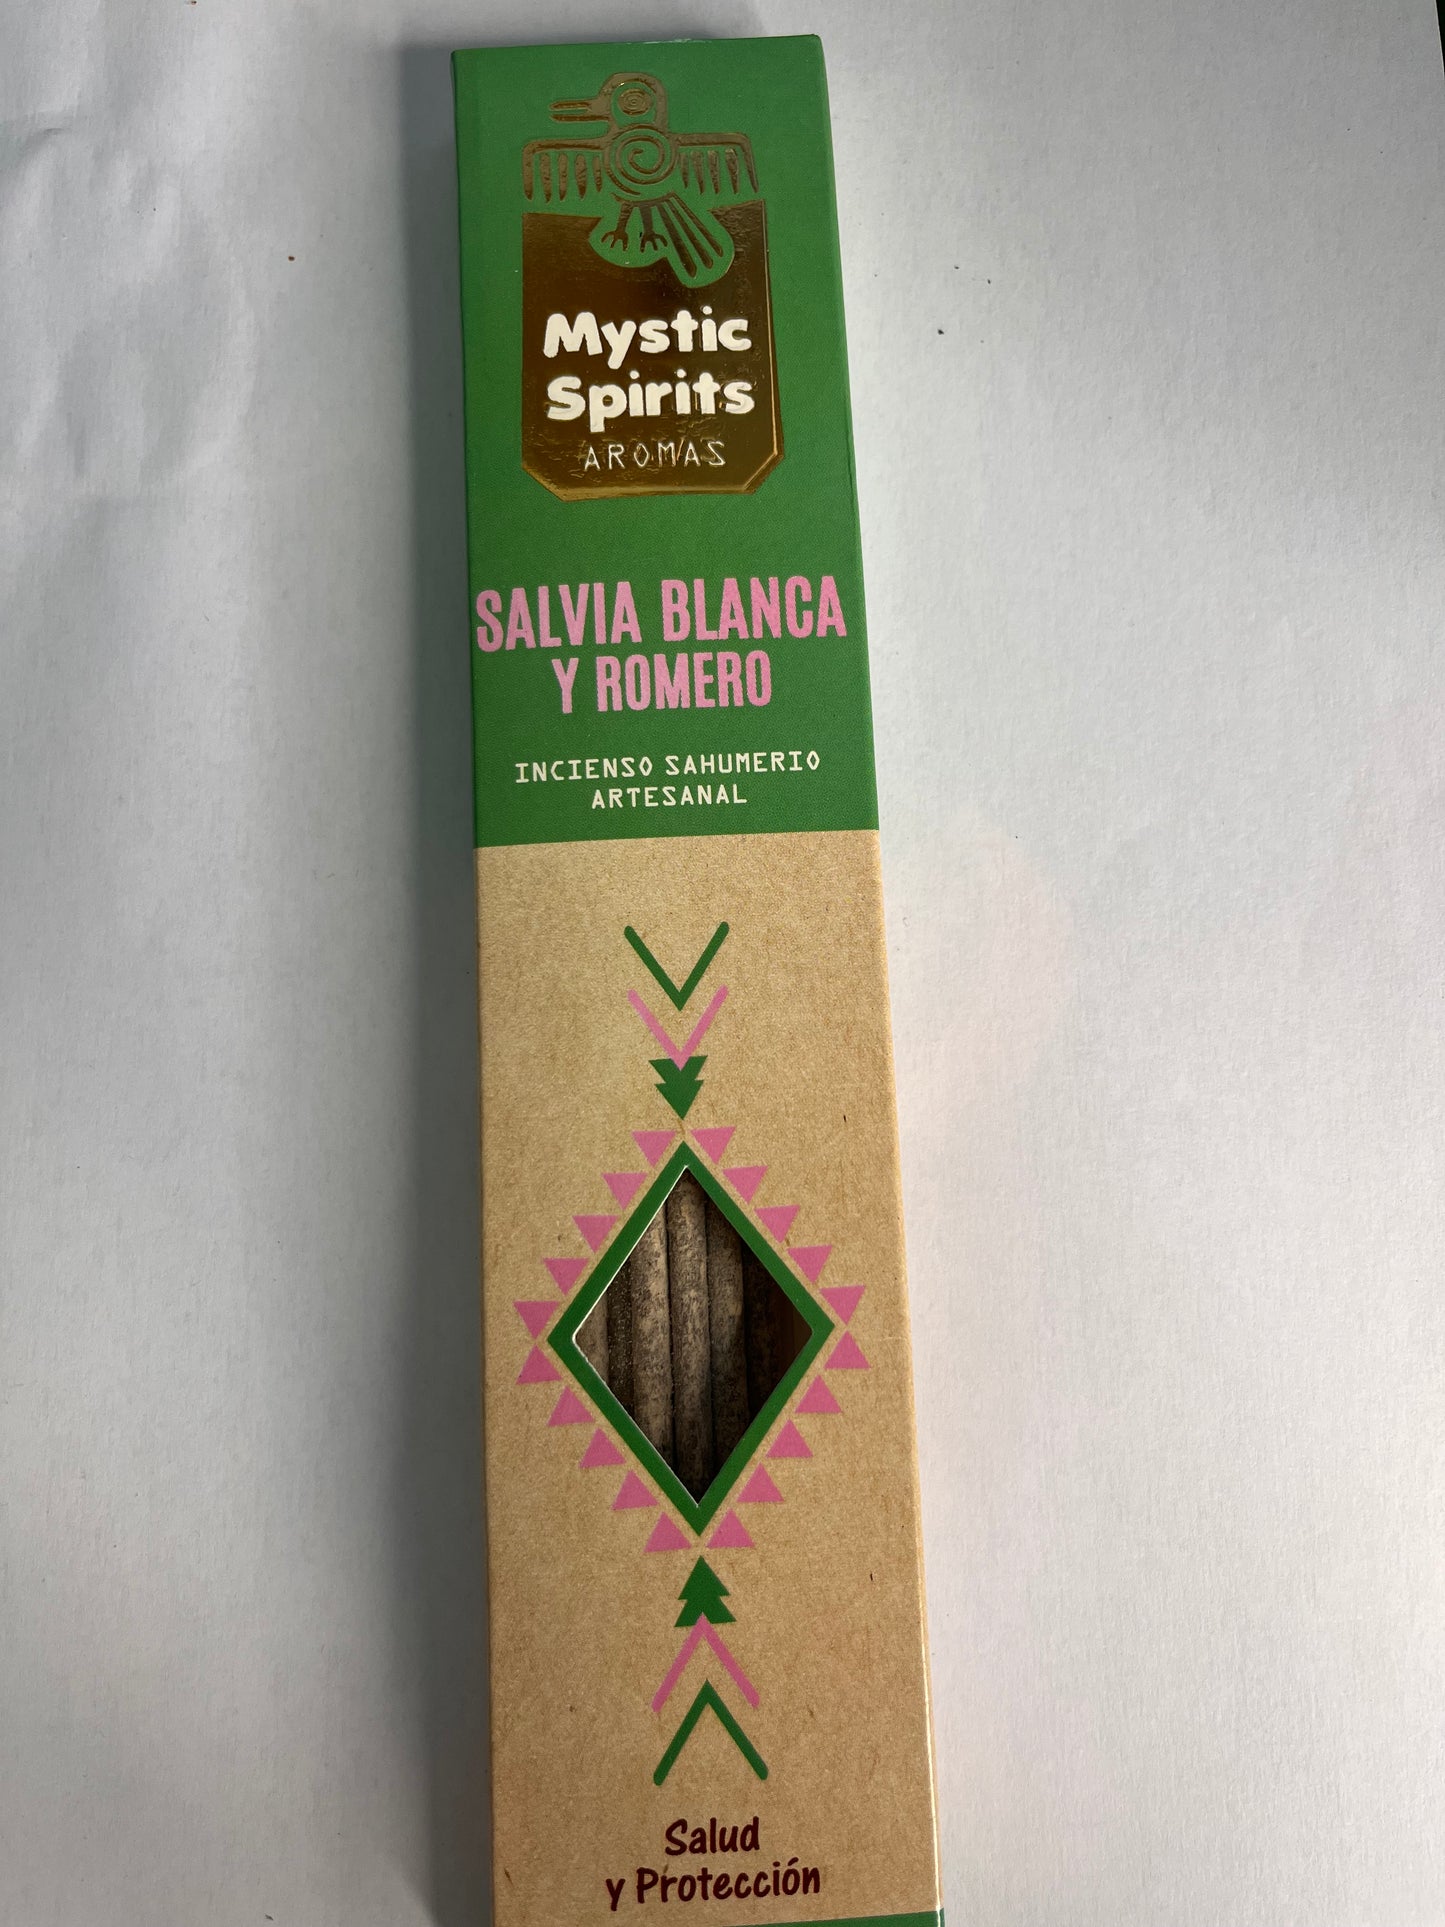 Mystic
Spirits
AROMAS
SALVIA BLANCA
Y ROMERO
INCIENSO SAHUMERIO
ARTESANAL
Salud
y Protección